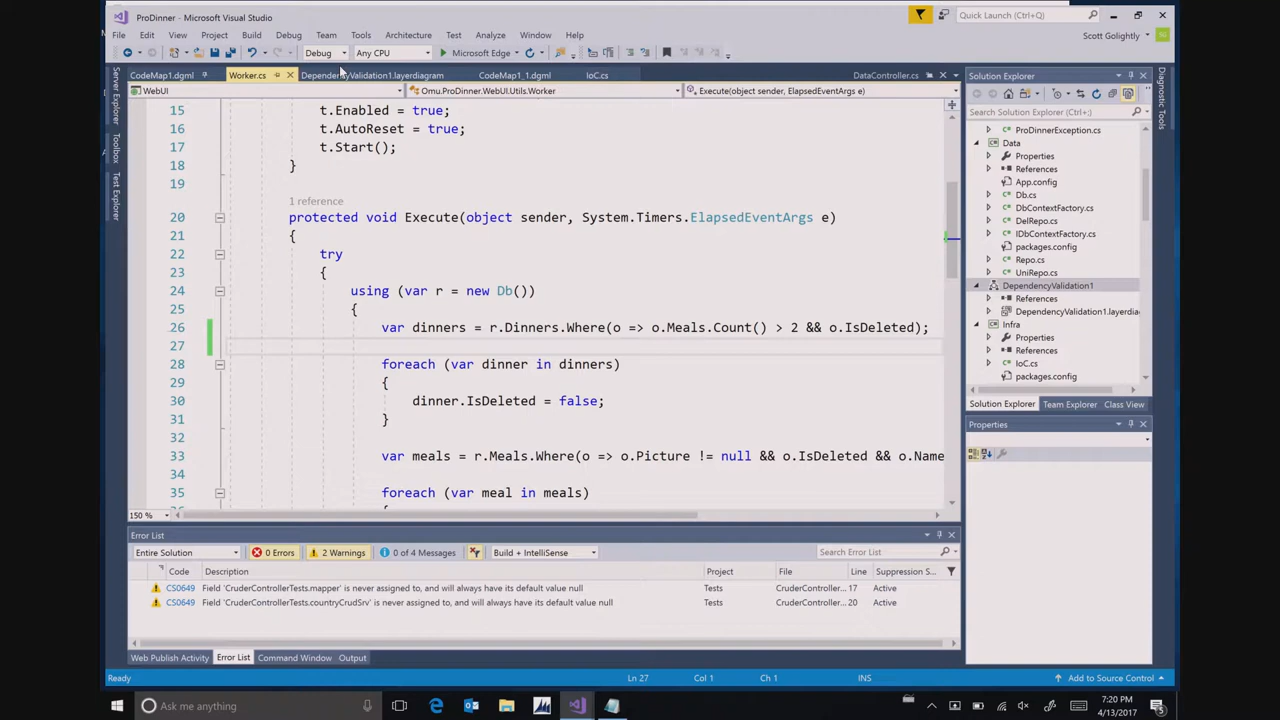 ProDinner - Microsoft Visual Studio
Quick Launch (Ctrl+Q)
File Edit View Project Build Debug Team Tools Architecture Test Analyze Window Help
Scott Golightly
SG
Debug Any CPU Microsoft Edge
CodeMap1.dgml Worker.cs DependencyValidation1.layerdiagram CodeMap1_1.dgml IoC.cs DataController.cs
WebUI Omu.ProDinner.WebUI.Utils.Worker Execute(object sender, ElapsedEventArgs e)
Server Explorer
Toolbox
Test Explorer
15 t.Enabled = true;
16 t.AutoReset = true;
17 t.Start();
18 }
19
1 reference
20 protected void Execute(object sender, System.Timers.ElapsedEventArgs e)
21 {
22 try
23 {
24 using (var r = new Db())
25 {
26 var dinners = r.Dinners.Where(o => o.Meals.Count() > 2 && o.IsDeleted);
27
28 foreach (var dinner in dinners)
29 {
30 dinner.IsDeleted = false;
31 }
32
33 var meals = r.Meals.Where(o => o.Picture != null && o.IsDeleted && o.Name
34
35 foreach (var meal in meals)
150 %
Solution Explorer
Search Solution Explorer (Ctrl+;)
ProDinnerException.cs
Data
Properties
References
App.config
Db.cs
DbContextFactory.cs
DelRepo.cs
IDbContextFactory.cs
packages.config
Repo.cs
UniRepo.cs
DependencyValidation1
References
DependencyValidation1.layerdia
Infra
Properties
References
IoC.cs
packages.config
Solution Explorer Team Explorer Class View
Properties
Diagnostic Tools
Error List
Entire Solution 0 Errors 2 Warnings 0 of 4 Messages Build + IntelliSense Search Error List
Code Description Project File Line Suppression S...
CS0649 Field 'CruderControllerTests.mapper' is never assigned to, and will always have its default value null Tests CruderController... 17 Active
CS0649 Field 'CruderControllerTests.countryCrudSrv' is never assigned to, and will always have its default value null Tests CruderController... 20 Active
Web Publish Activity Error List Command Window Output
Ready Ln 27 Col 1 Ch 1 INS Add to Source Control
Ask me anything
7:20 PM
4/13/2017
5